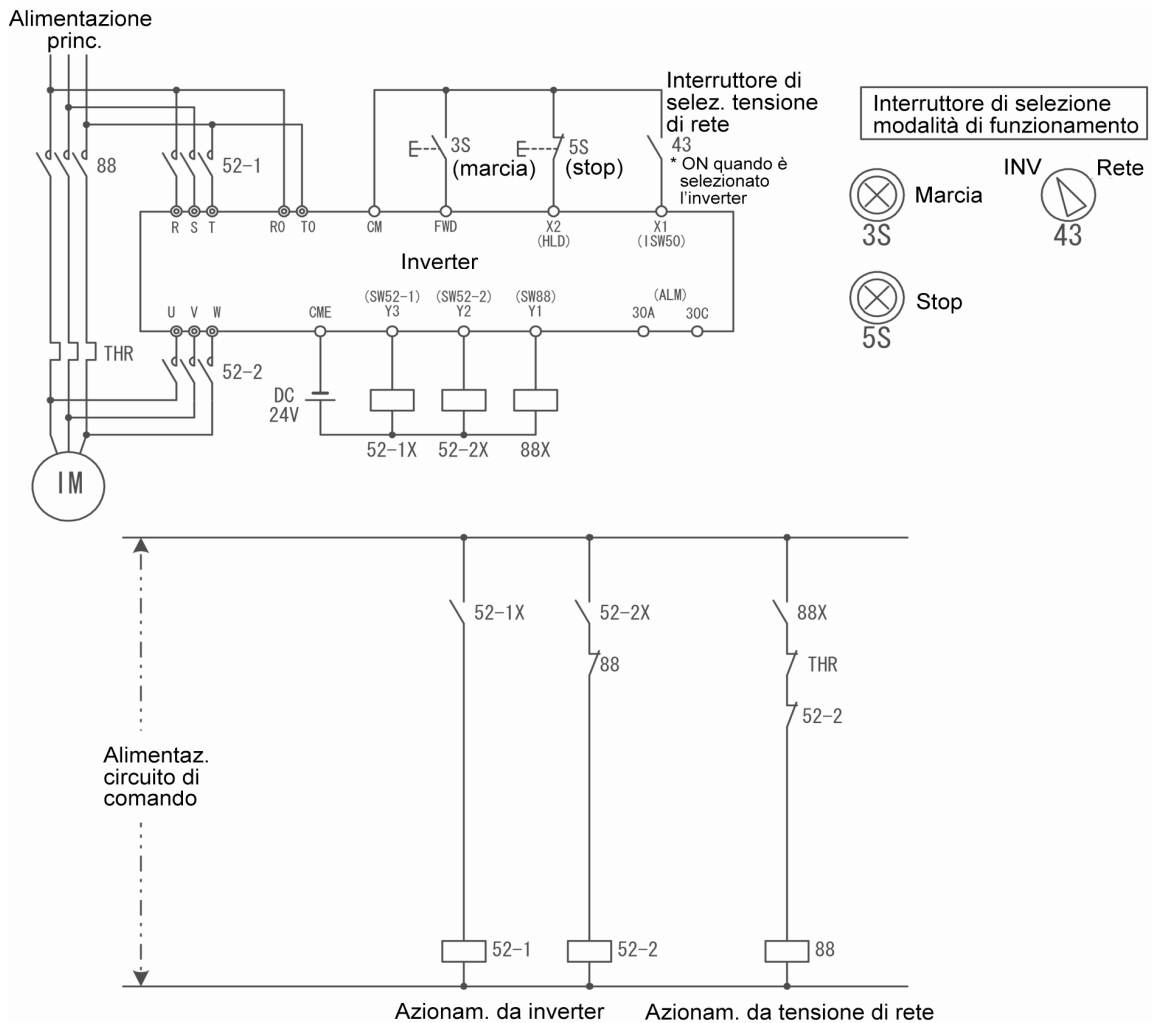 Alimentazione
princ.
88
52-1
3S
(marcia)
5S
(stop)
Interruttore di
selez. tensione
di rete
43
* ON quando è
selezionato
l'inverter
Interruttore di selezione
modalità di funzionamento
INV
Rete
Marcia
3S
43
Stop
5S
R S T
R0 T0
CM
FWD
X2
(HLD)
X1
(ISW50)
Inverter
U V W
CME
(SW52-1)
Y3
(SW52-2)
Y2
(SW88)
Y1
(ALM)
30A
30C
THR
52-2
DC
24V
52-1X
52-2X
88X
IM
52-1X
52-2X
88
88X
THR
52-2
Alimentaz.
circuito di
comando
52-1
52-2
88
Azionam. da inverter
Azionam. da tensione di rete